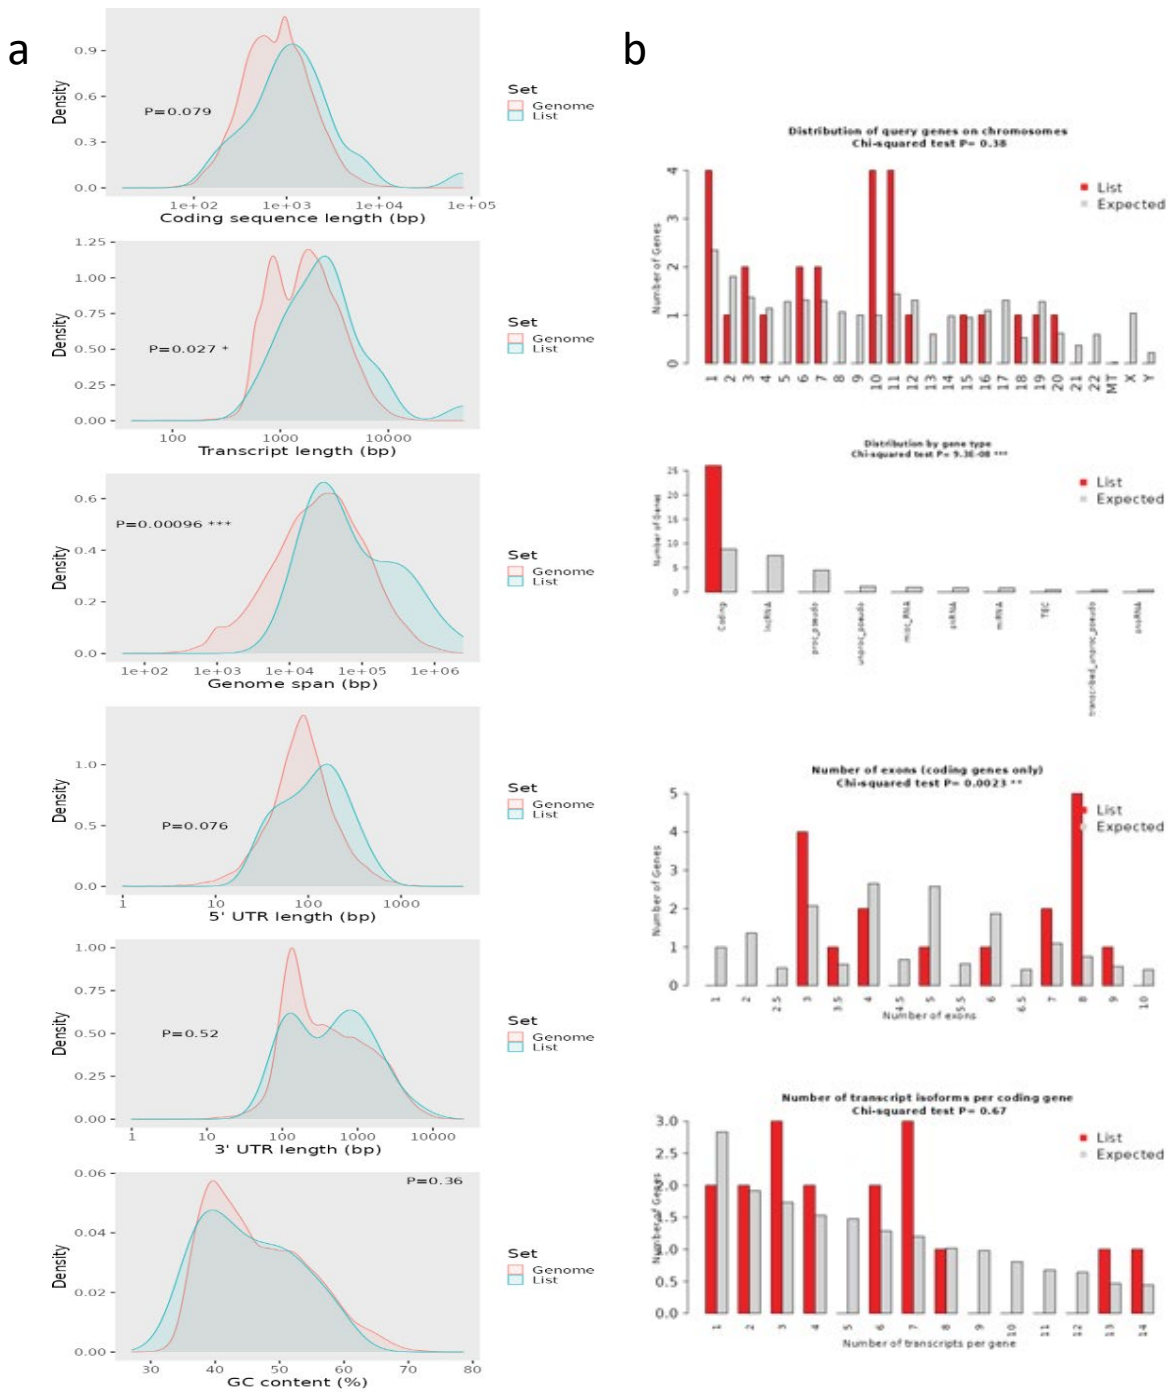 a
0.9
0.6
0.3
0.0
Density
P=0.079
1e+02 1e+03 1e+04 1e+05
Coding sequence length (bp)
Set
Genome
List
1.25
1.00
0.75
0.50
0.25
0.00
Density
P=0.027 *
100 1000 10000
Transcript length (bp)
Set
Genome
List
0.6
0.4
0.2
0.0
Density
P=0.00096 ***
1e+02 1e+03 1e+04 1e+05 1e+06
Genome span (bp)
Set
Genome
List
1.0
0.5
0.0
Density
P=0.076
1 10 100 1000
5' UTR length (bp)
Set
Genome
List
1.00
0.75
0.50
0.25
0.00
Density
P=0.52
1 10 100 1000 10000
3' UTR length (bp)
Set
Genome
List
0.06
0.04
0.02
0.00
Density
P=0.36
30 40 50 60 70 80
GC content (%)
Set
Genome
List
b
Distribution of query genes on chromosomes
Chi-squared test P= 0.38
4
3
2
1
0
Number of Genes
List
Expected
1 2 3 4 5 6 7 8 9 10 11 12 13 14 15 16 17 18 19 20 21 22 MT X Y
Distribution by gene type
Chi-squared test P= 9.3E-08 ***
25
20
15
10
5
0
Number of Genes
List
Expected
Coding lncRNA proc_pseudo unproc_pseudo misc_RNA snRNA miRNA TEC transcribed_unproc_pseudo snoRNA
Number of exons (coding genes only)
Chi-squared test P= 0.0023 **
5
4
3
2
1
0
Number of Genes
List
Expected
1 2 2.5 3 3.5 4 4.5 5 5.5 6 6.5 7 8 9 10
Number of exons
Number of transcript isoforms per coding gene
Chi-squared test P= 0.67
3.0
2.5
2.0
1.5
1.0
0.5
0.0
Number of Genes
List
Expected
1 2 3 4 5 6 7 8 9 10 11 12 13 14
Number of transcripts per gene